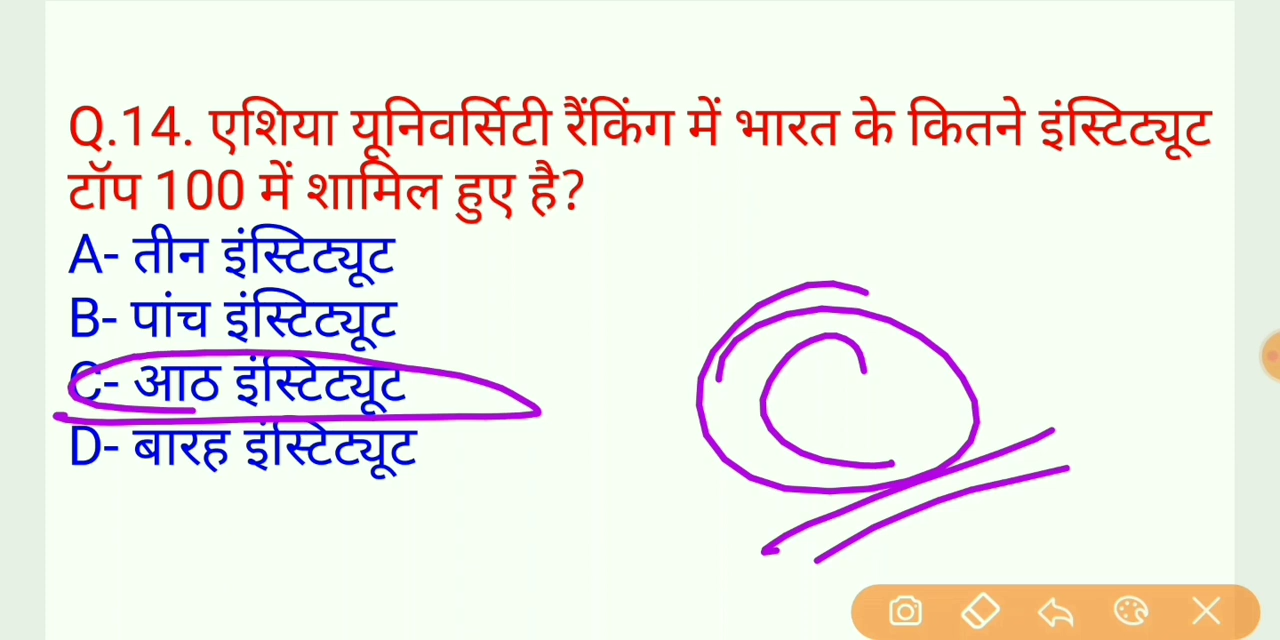 Q.14. एशिया यूनिवर्सिटी रैंकिंग में भारत के कितने इंस्टिट्यूट
टॉप 100 में शामिल हुए है?
A- तीन इंस्टिट्यूट
B- पांच इंस्टिट्यूट
C- आठ इंस्टिट्यूट
D- बारह इंस्टिट्यूट
C